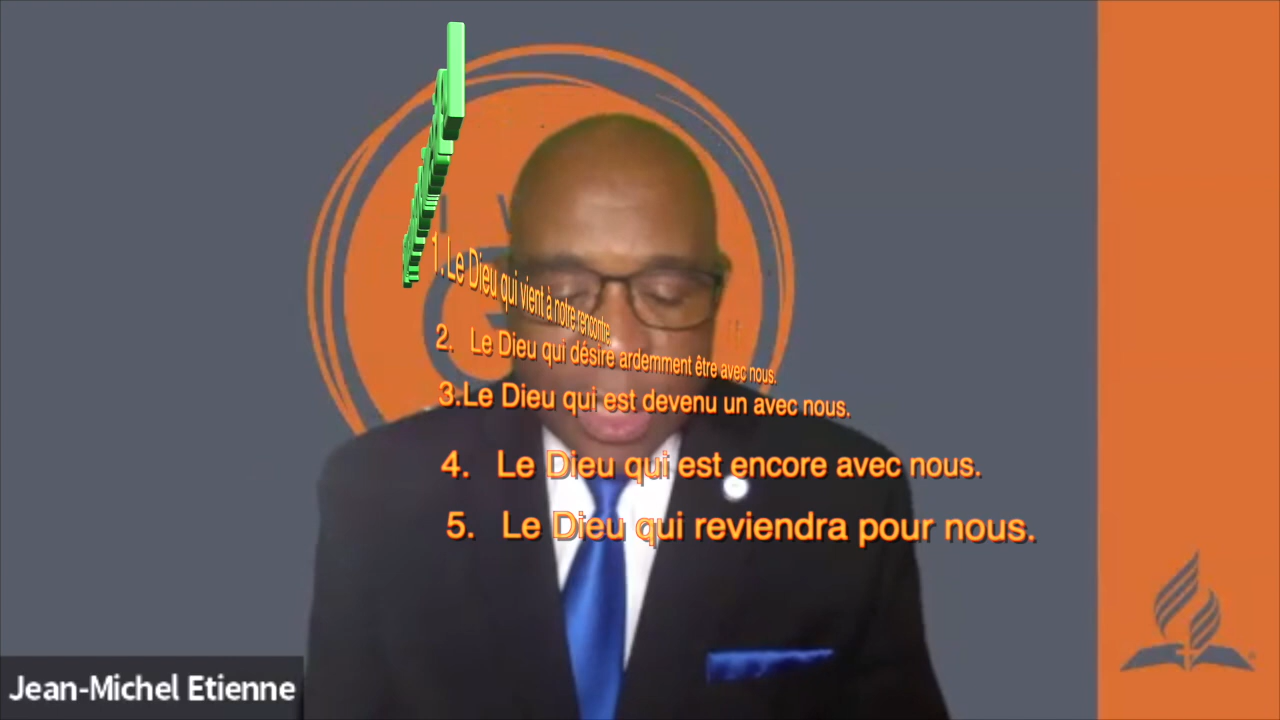 1. Le Dieu qui vient à notre rencontre
2. Le Dieu qui désire ardemment être avec nous.
3.Le Dieu qui est devenu un avec nous.
4. Le Dieu qui est encore avec nous.
5. Le Dieu qui reviendra pour nous.
Jean-Michel Etienne